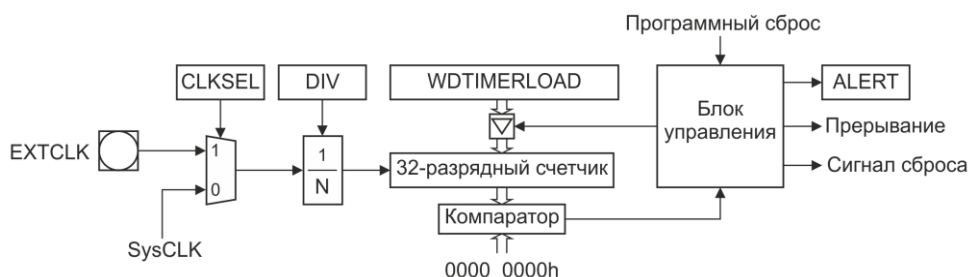 Программный сброс
CLKSEL
DIV
WDTIMERLOAD
Блок
управления
ALERT
Прерывание
Сигнал сброса
EXTCLK
1
0
1
N
32-разрядный счетчик
Компаратор
SysCLK
0000 0000h